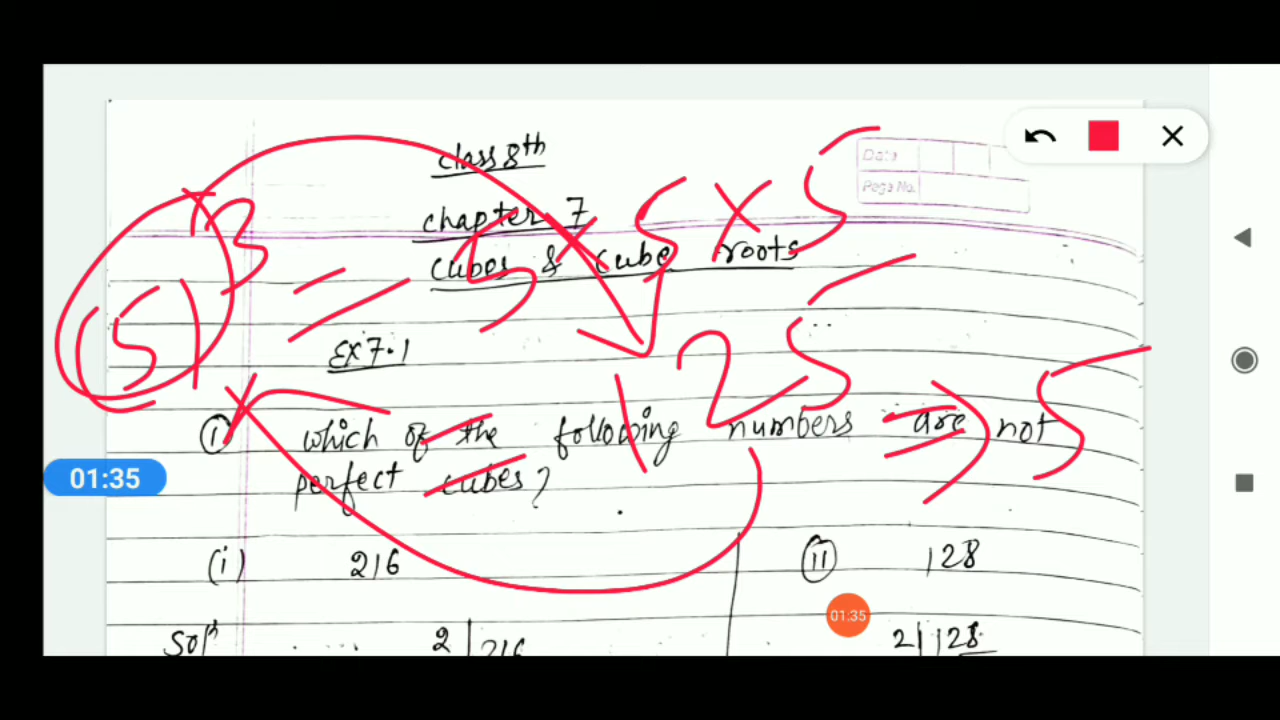 class 8th
Date
Page No.
chapter 7
cubes & cube roots
(5)³ = 5 x 5 x 5
= 125 => 5
EX 7.1
① which of the following numbers are not
perfect cubes?
01:35
(i) 216
(ii) 128
01:35
Solⁿ 2 | 216
2 | 128